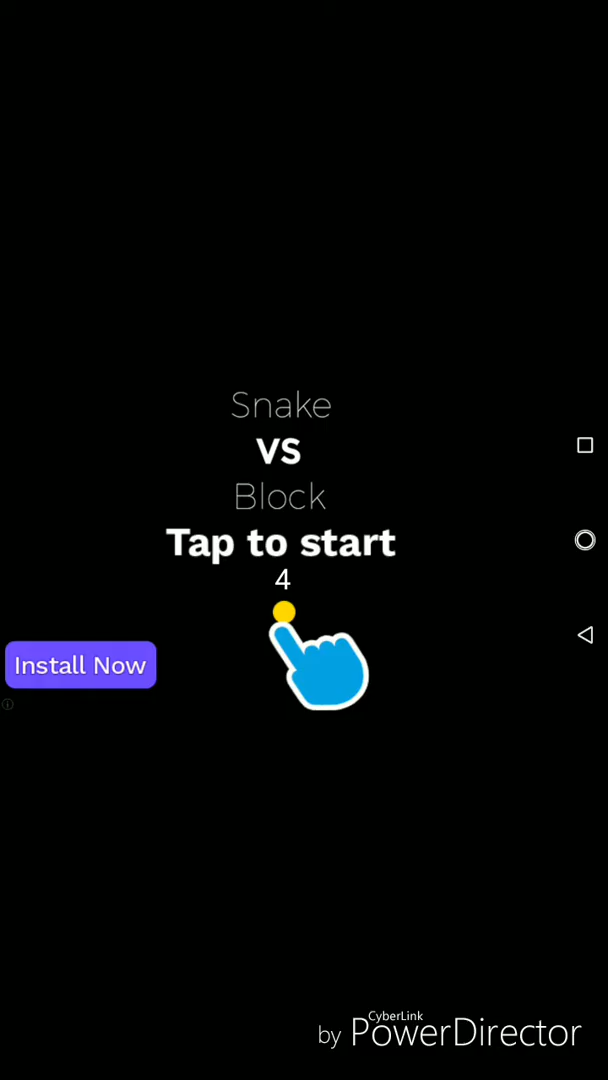 Snake
VS
Block
Tap to start
4
Install Now
CyberLink
by PowerDirector